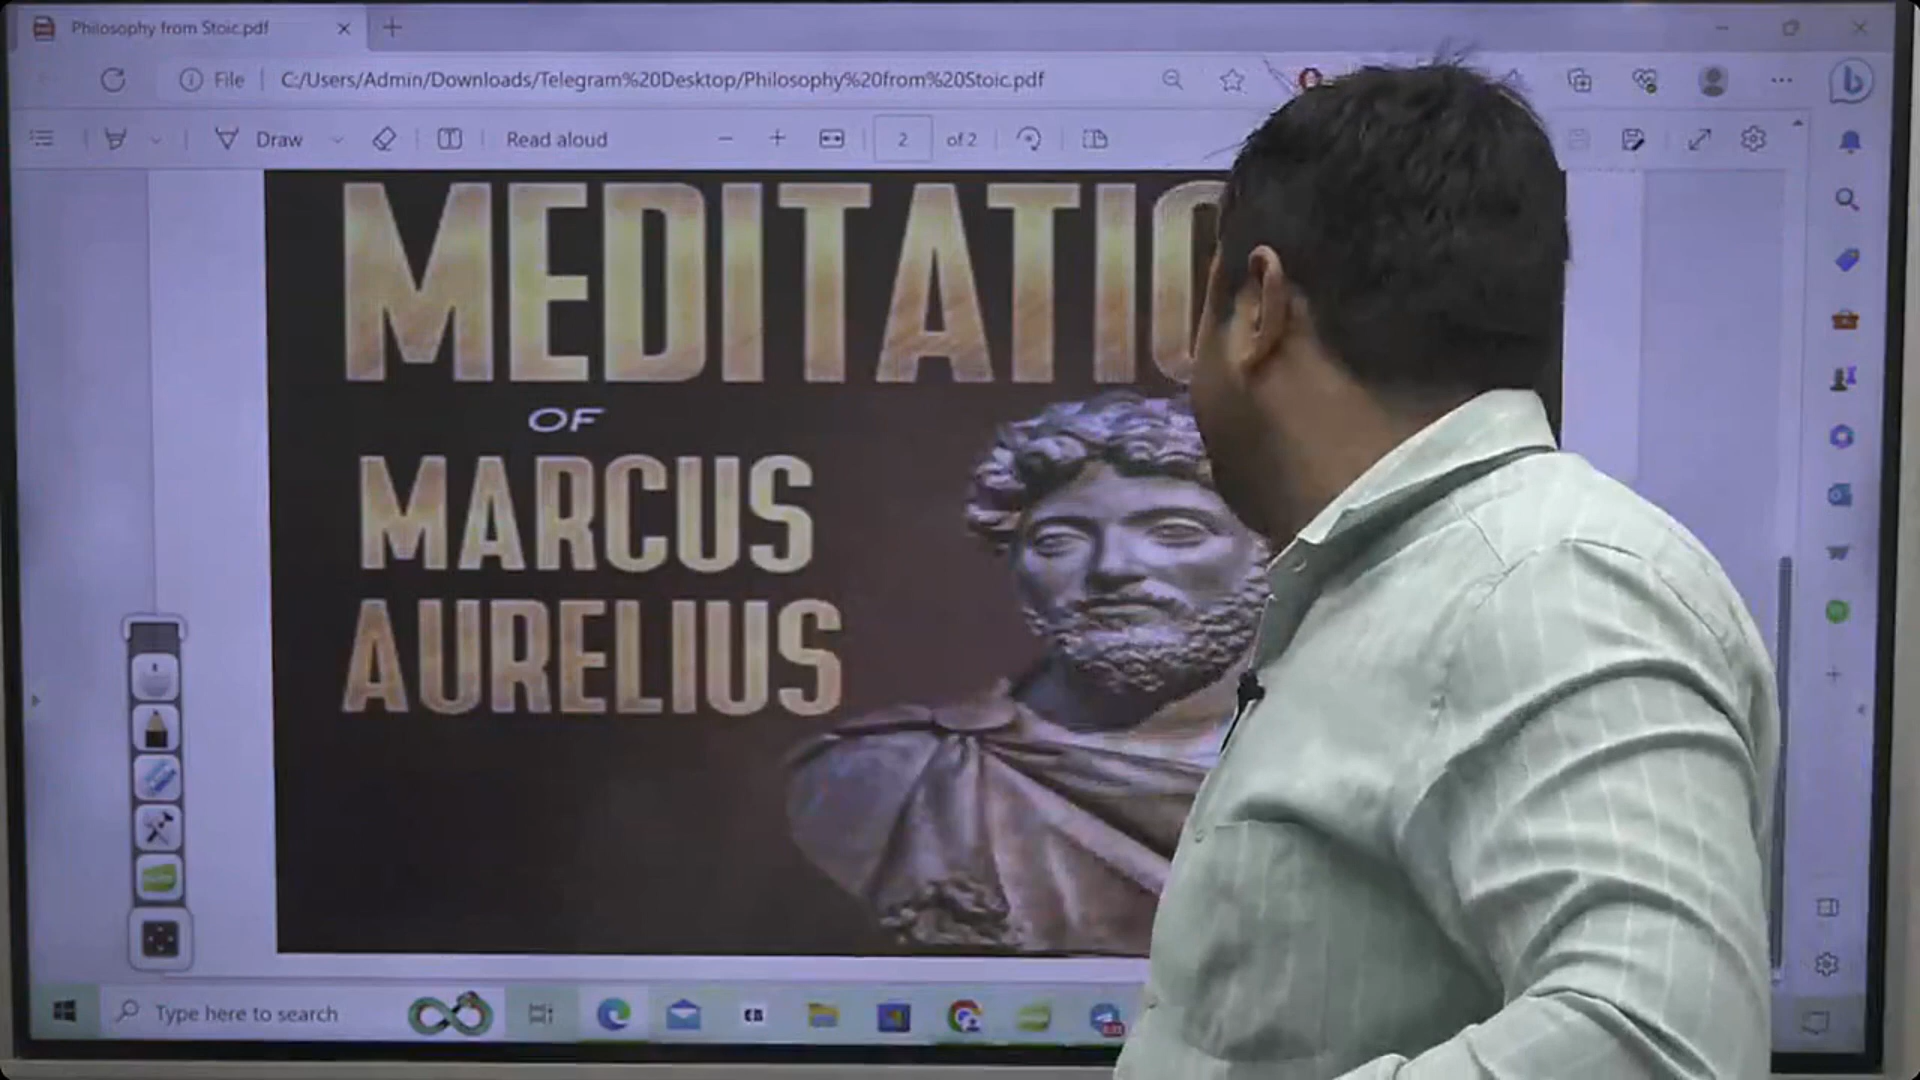 Philosophy from Stoic.pdf
File
C:/Users/Admin/Downloads/Telegram%20Desktop/Philosophy%20from%20Stoic.pdf
Draw
Read aloud
2
of 2
MEDITATIO
OF
MARCUS
AURELIUS
Type here to search